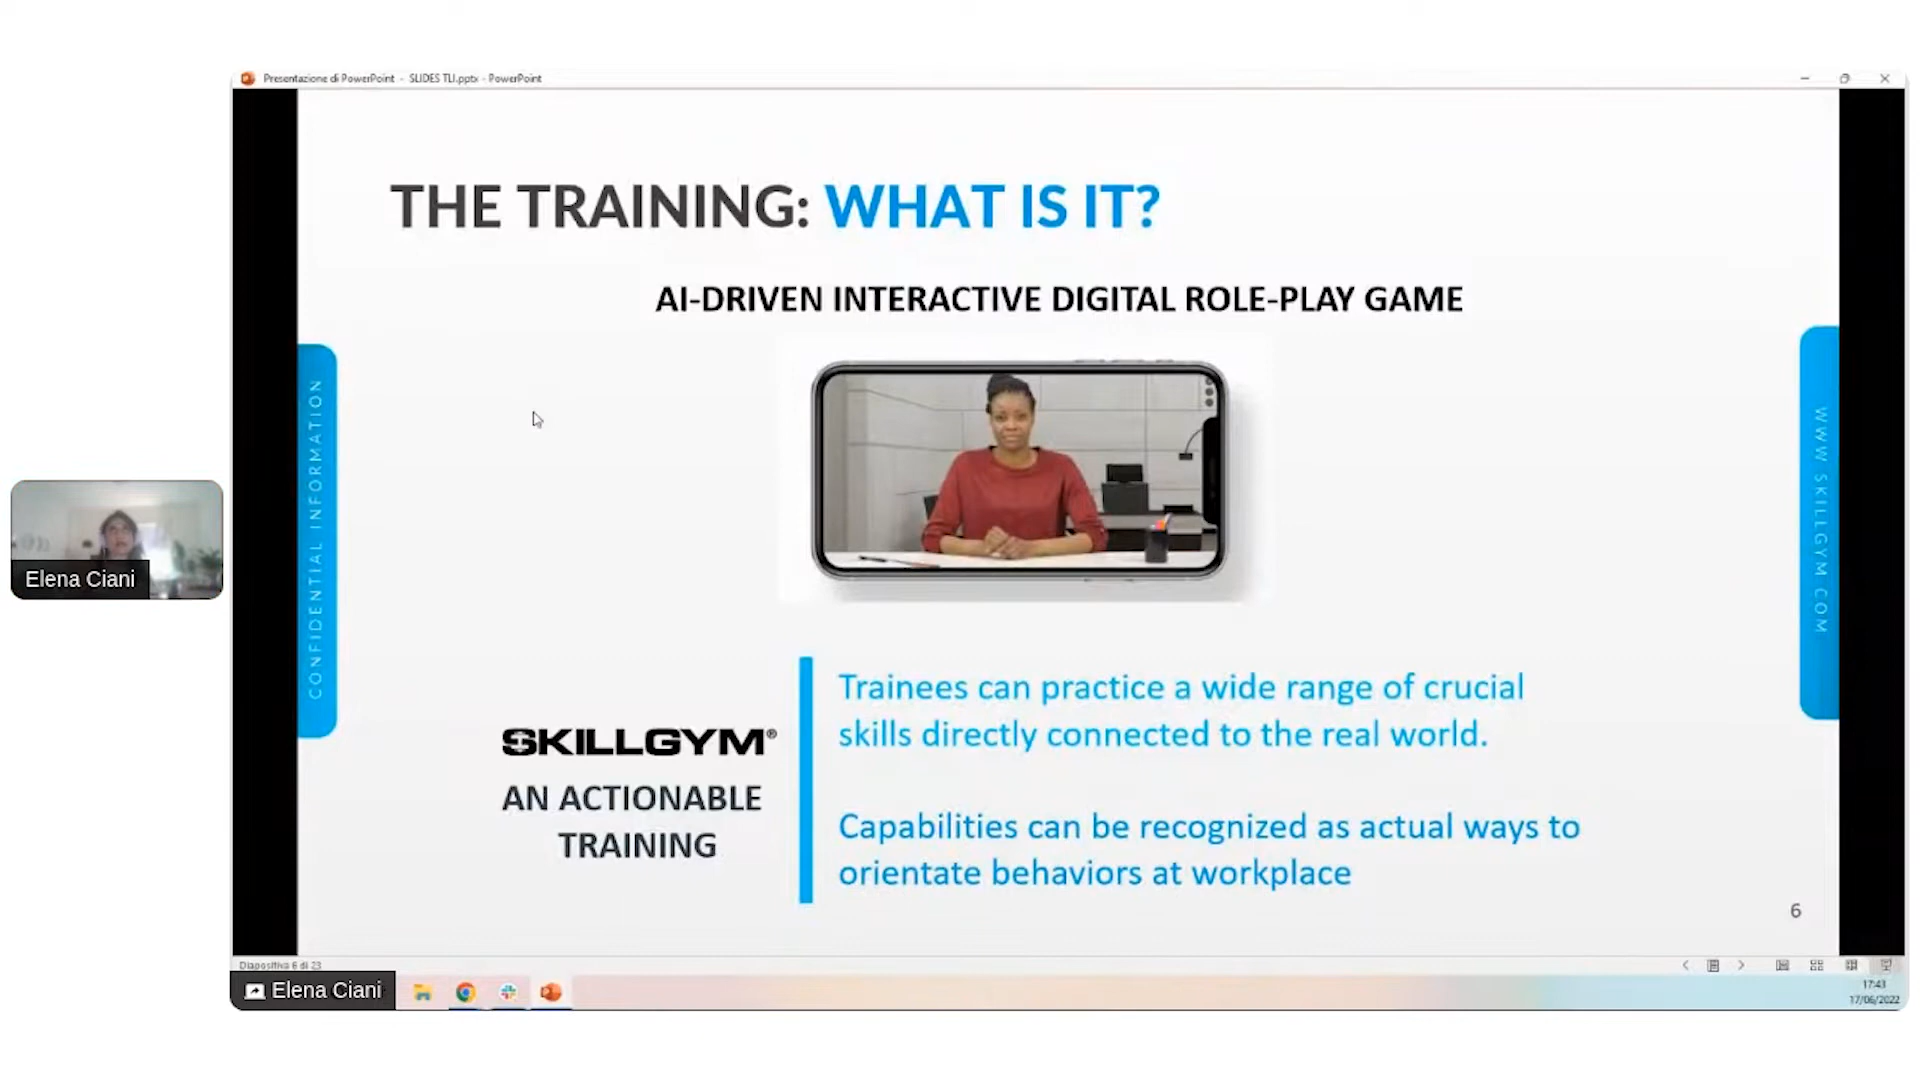 Presentazione di PowerPoint - SLIDES TLI.pptx - PowerPoint
THE TRAINING: WHAT IS IT?
AI-DRIVEN INTERACTIVE DIGITAL ROLE-PLAY GAME
CONFIDENTIAL INFORMATION
WWW.SKILLGYM.COM
Elena Ciani
SKILLGYM®
AN ACTIONABLE
TRAINING
Trainees can practice a wide range of crucial
skills directly connected to the real world.
Capabilities can be recognized as actual ways to
orientate behaviors at workplace
6
Diapositiva 6 di 23
Elena Ciani
17:43
17/06/2022